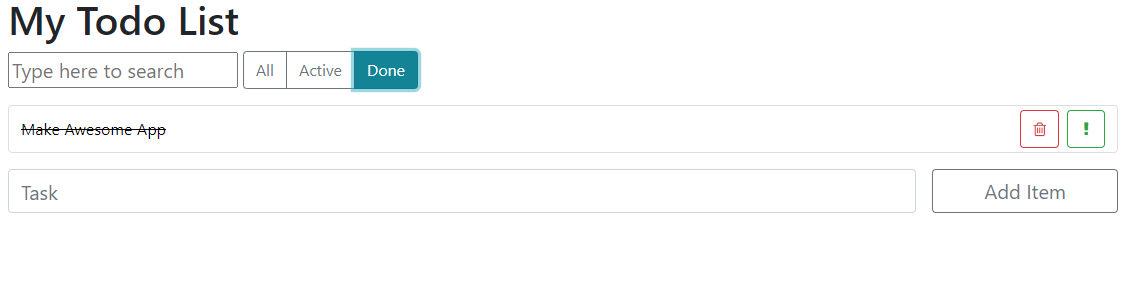 My Todo List
Type here to search All Active Done
Make Awesome App !
Task Add Item